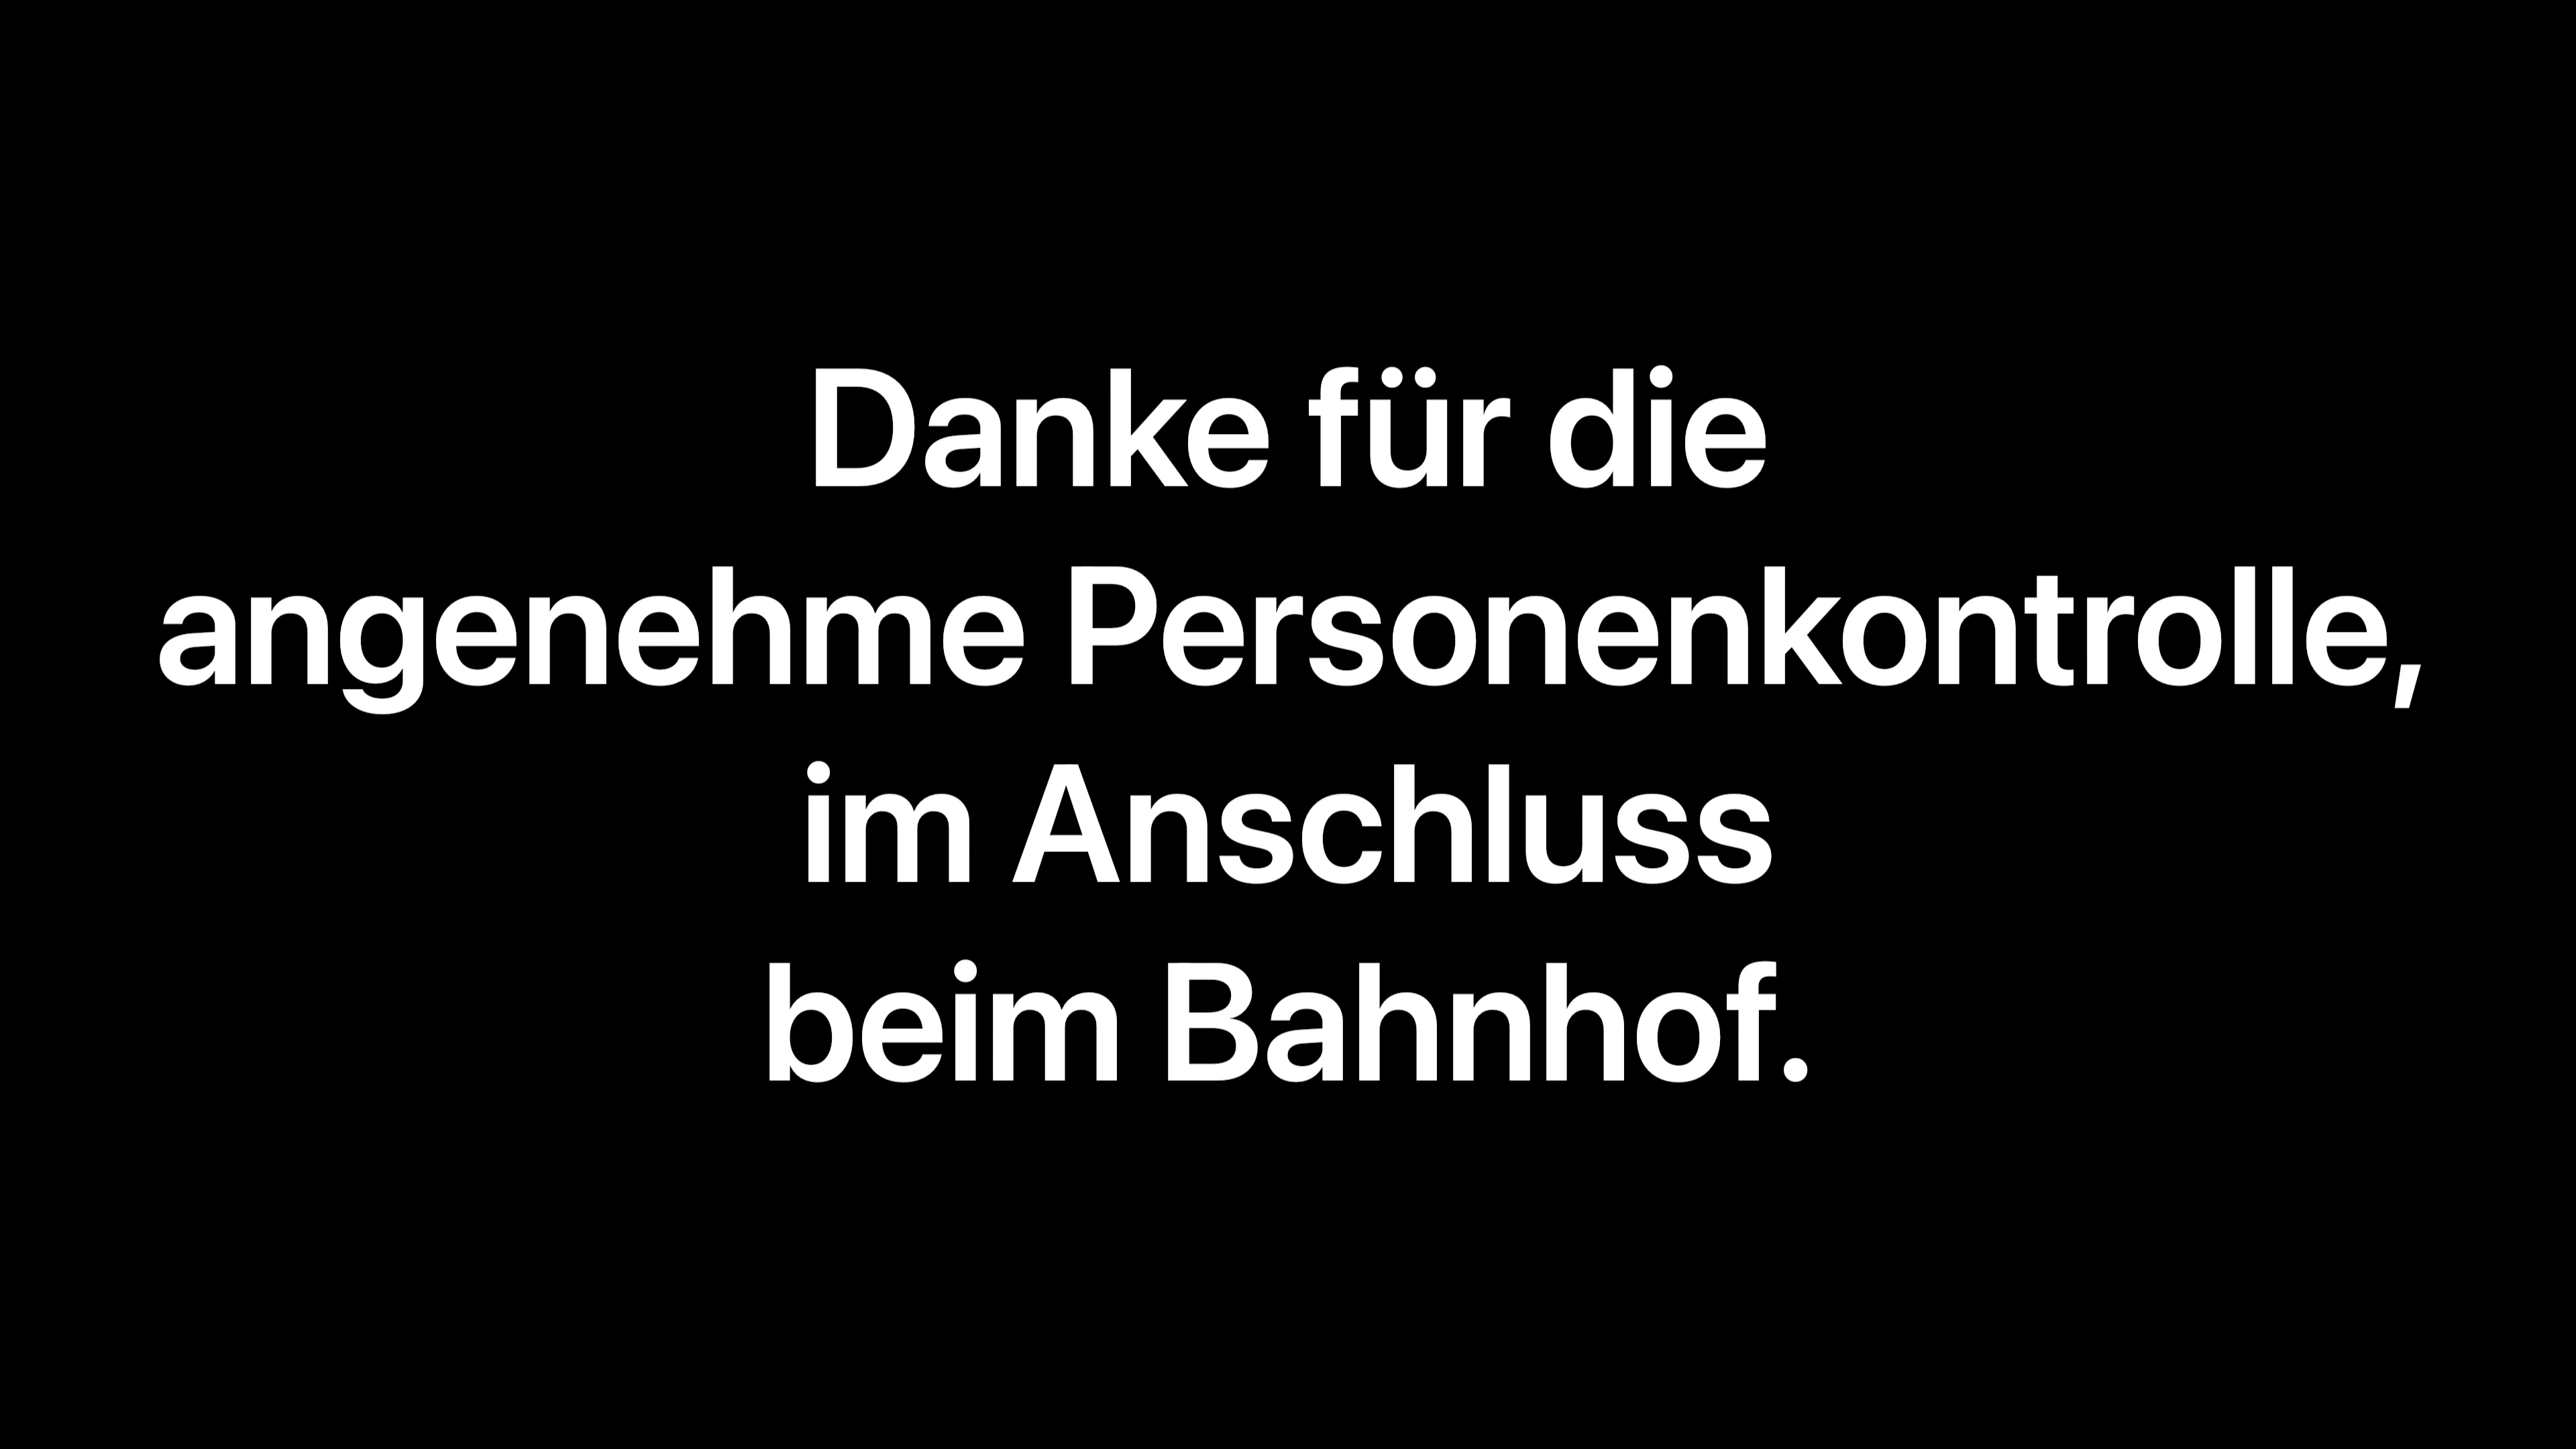 Danke für die
angenehme Personenkontrolle,
im Anschluss
beim Bahnhof.